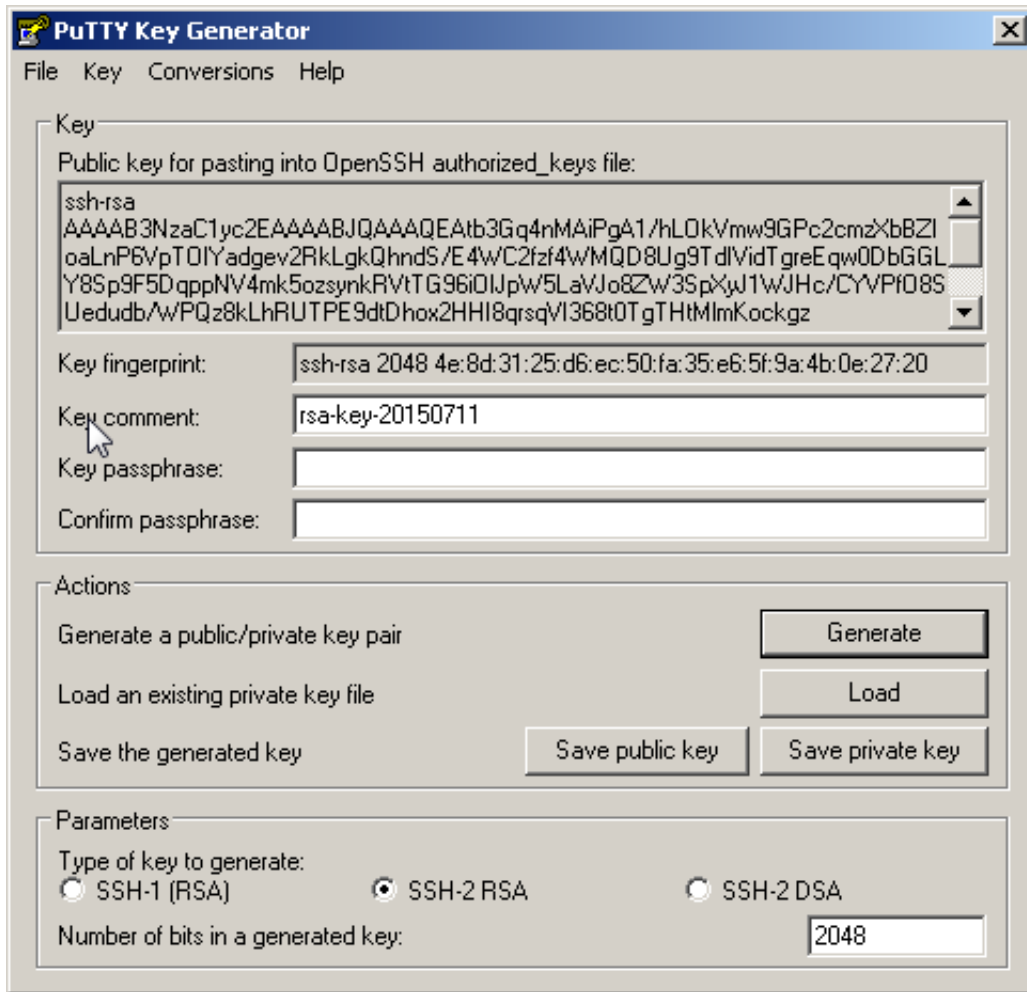 PuTTY Key Generator
File Key Conversions Help
Key
Public key for pasting into OpenSSH authorized_keys file:
ssh-rsa
AAAAB3NzaC1yc2EAAAABJQAAAQEAtb3Gq4nMAiPgA1/hLOkVmw9GPc2cmzXbBZl
oaLnP6VpTOIYadgev2RkLgkQhndS/E4WC2fzf4WMQD8Ug9TdlVidTgreEqw0DbGGL
Y8Sp9F5DqppNV4mk5ozsynkRVtTG96iOIJpW5LaVJo8ZW3SpXyJ1WJHc/CYVPfO8S
Uedudb/WPQz8kLhRUTPE9dtDhox2HHI8qrsqVI368t0TgTHtMlmKockgz
Key fingerprint:
ssh-rsa 2048 4e:8d:31:25:d6:ec:50:fa:35:e6:5f:9a:4b:0e:27:20
Key comment:
rsa-key-20150711
Key passphrase:
Confirm passphrase:
Actions
Generate a public/private key pair
Generate
Load an existing private key file
Load
Save the generated key
Save public key
Save private key
Parameters
Type of key to generate:
SSH-1 (RSA)
SSH-2 RSA
SSH-2 DSA
Number of bits in a generated key:
2048